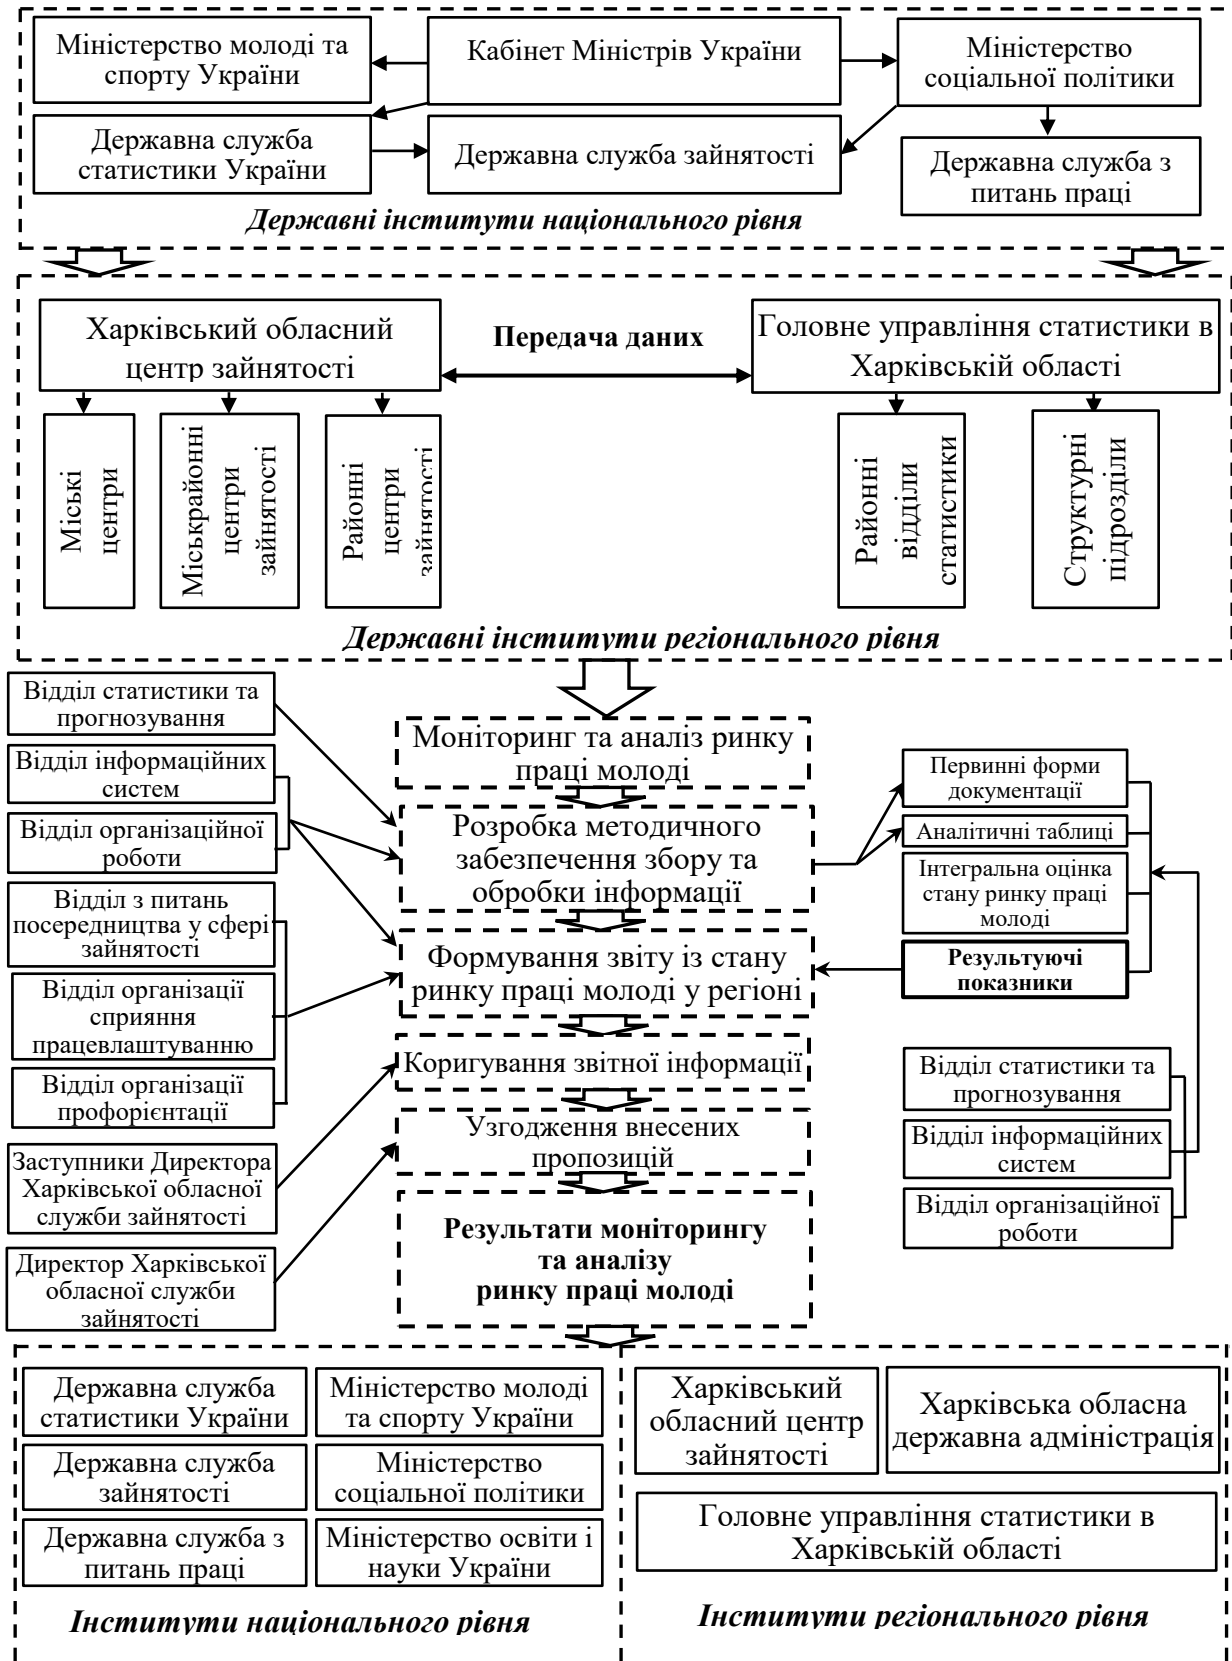 Міністерство молоді та
спорту України
Кабінет Міністрів України
Міністерство
соціальної політики
Державна служба
статистики України
Державна служба зайнятості
Державна служба з
питань праці
Державні інститути національного рівня
Харківський обласний
центр зайнятості
Передача даних
Головне управління статистики в
Харківській області
Міські
центри
Міськрайонні
центри
зайнятості
Районні
центри
зайнятості
Районні
відділи
статистики
Структурні
підрозділи
Державні інститути регіонального рівня
Відділ статистики та
прогнозування
Відділ інформаційних
систем
Відділ організаційної
роботи
Відділ з питань
посередництва у сфері
зайнятості
Відділ організації
сприяння
працевлаштуванню
Відділ організації
профорієнтації
Заступники Директора
Харківської обласної
служби зайнятості
Директор Харківської
обласної служби
зайнятості
Моніторинг та аналіз ринку
праці молоді
Розробка методичного
забезпечення збору та
обробки інформації
Формування звіту із стану
ринку праці молоді у регіоні
Коригування звітної інформації
Узгодження внесених
пропозицій
Результати моніторингу
та аналізу
ринку праці молоді
Первинні форми
документації
Аналітичні таблиці
Інтегральна оцінка
стану ринку праці
молоді
Результуючі
показники
Відділ статистики та
прогнозування
Відділ інформаційних
систем
Відділ організаційної
роботи
Державна служба
статистики України
Міністерство молоді
та спорту України
Державна служба
зайнятості
Міністерство
соціальної політики
Державна служба з
питань праці
Міністерство освіти і
науки України
Інститути національного рівня
Харківський
обласний центр
зайнятості
Харківська обласна
державна адміністрація
Головне управління статистики в
Харківській області
Інститути регіонального рівня